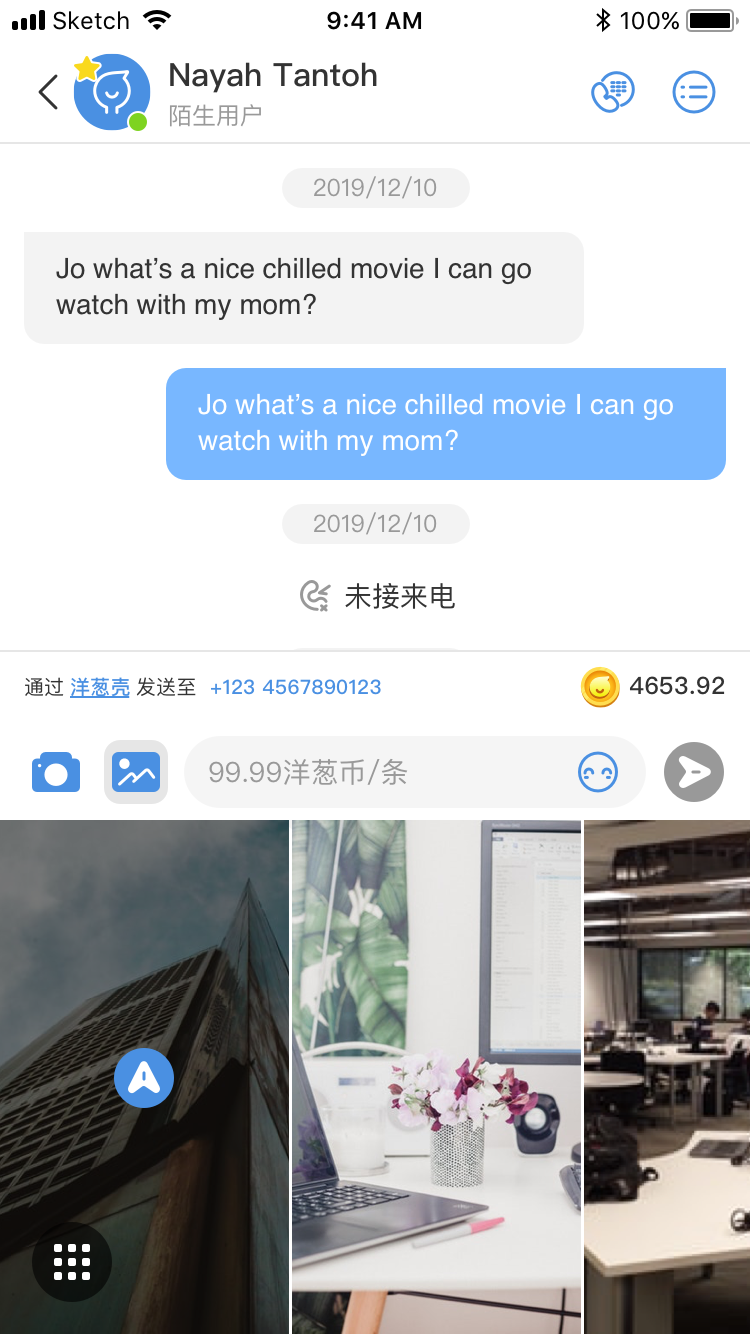 Sketch
9:41 AM
100%
Nayah Tantoh
陌生用户
2019/12/10
Jo what’s a nice chilled movie I can go
watch with my mom?
Jo what’s a nice chilled movie I can go
watch with my mom?
2019/12/10
未接来电
通过 洋葱壳 发送至 +123 4567890123
4653.92
99.99洋葱币/条